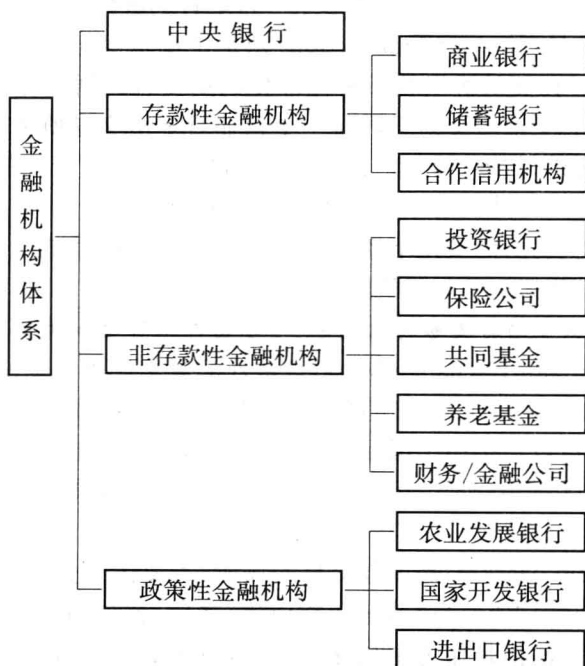 金融机构体系
中央银行
存款性金融机构
商业银行
储蓄银行
合作信用机构
非存款性金融机构
投资银行
保险公司
共同基金
养老基金
财务/金融公司
政策性金融机构
农业发展银行
国家开发银行
进出口银行